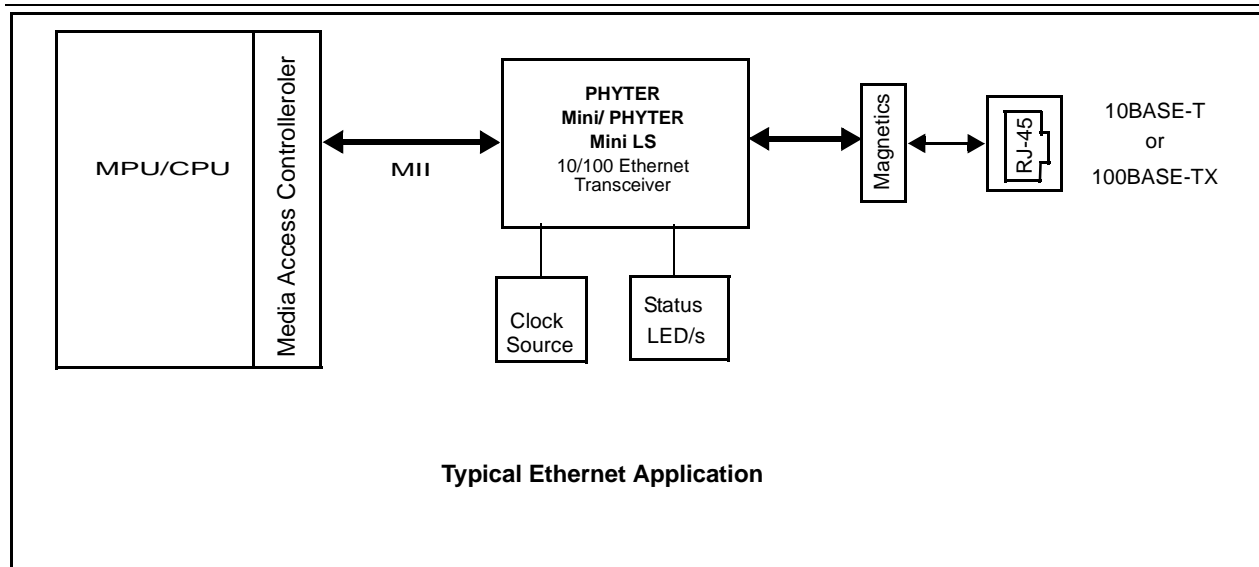 MPU/CPU
Media Access Controlleroler
MII
PHYTER
Mini/ PHYTER
Mini LS
10/100 Ethernet
Transceiver
Magnetics
RJ-45
10BASE-T
or
100BASE-TX
Clock
Source
Status
LED/s
Typical Ethernet Application